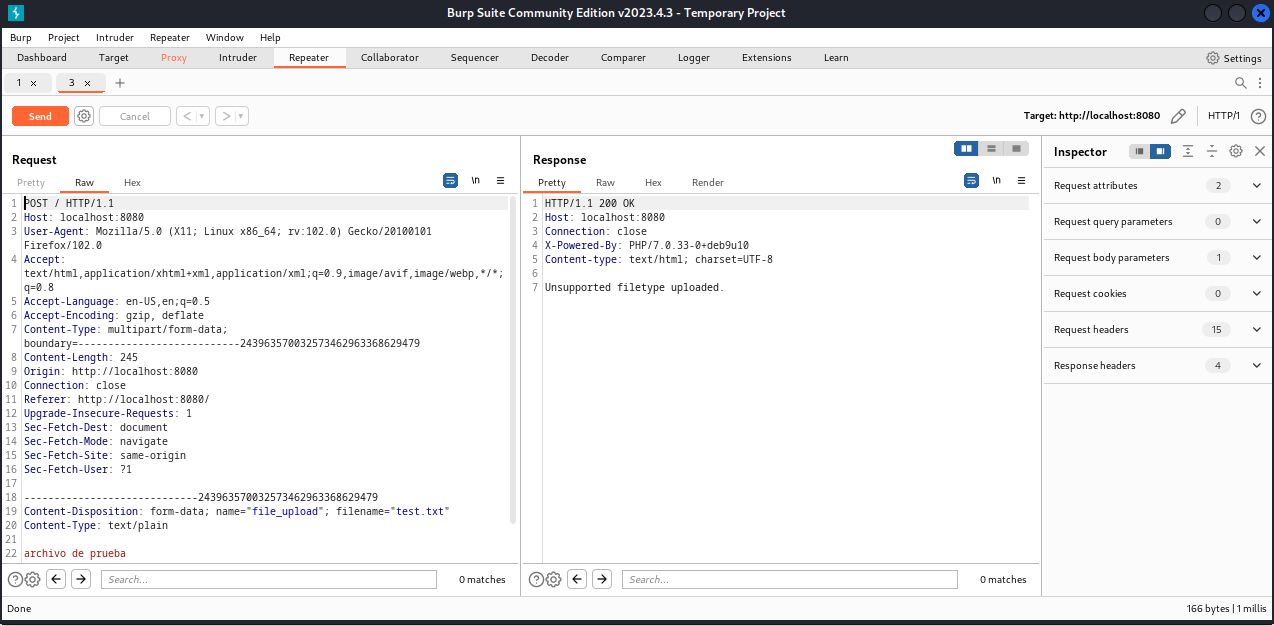 Burp Suite Community Edition v2023.4.3 - Temporary Project
Burp Project Intruder Repeater Window Help
Dashboard Target Proxy Intruder Repeater Collaborator Sequencer Decoder Comparer Logger Extensions Learn Settings
1 × 3 × +
Send Cancel < > Target: http://localhost:8080 HTTP/1 ?
Request
Pretty Raw Hex \n
1 POST / HTTP/1.1
2 Host: localhost:8080
3 User-Agent: Mozilla/5.0 (X11; Linux x86_64; rv:102.0) Gecko/20100101
Firefox/102.0
4 Accept:
text/html,application/xhtml+xml,application/xml;q=0.9,image/avif,image/webp,*/*;
q=0.8
5 Accept-Language: en-US,en;q=0.5
6 Accept-Encoding: gzip, deflate
7 Content-Type: multipart/form-data;
boundary=---------------------------243963570032573462963368629479
8 Content-Length: 245
9 Origin: http://localhost:8080
10 Connection: close
11 Referer: http://localhost:8080/
12 Upgrade-Insecure-Requests: 1
13 Sec-Fetch-Dest: document
14 Sec-Fetch-Mode: navigate
15 Sec-Fetch-Site: same-origin
16 Sec-Fetch-User: ?1
17
18 -----------------------------243963570032573462963368629479
19 Content-Disposition: form-data; name="file_upload"; filename="test.txt"
20 Content-Type: text/plain
21
22 archivo de prueba
? Search... 0 matches
Response
Pretty Raw Hex Render \n
1 HTTP/1.1 200 OK
2 Host: localhost:8080
3 Connection: close
4 X-Powered-By: PHP/7.0.33-0+deb9u10
5 Content-type: text/html; charset=UTF-8
6
7 Unsupported filetype uploaded.
? Search... 0 matches
Inspector
Request attributes 2
Request query parameters 0
Request body parameters 1
Request cookies 0
Request headers 15
Response headers 4
Done 166 bytes | 1 millis